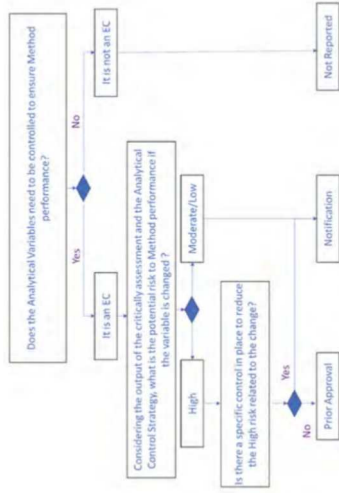 Does the Analytical Variables need to be controlled to ensure Method
performance?
Yes
No
It is an EC
It is not an EC
Considering the output of the critically assessment and the Analytical
Control Strategy, what is the potential risk to Method performance if
the variable is changed ?
High
Moderate/Low
Is there a specific control in place to reduce
the High risk related to the change?
No
Yes
Prior Approval
Notification
Not Reported